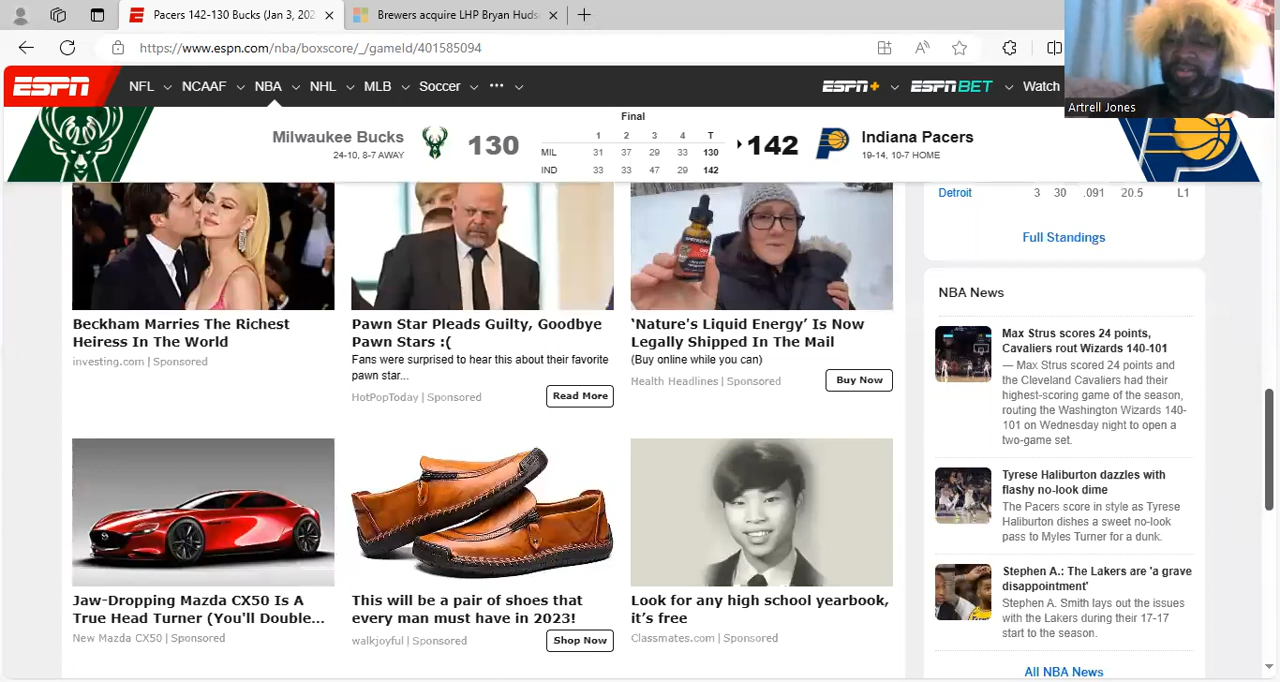 Pacers 142-130 Bucks (Jan 3, 202
Brewers acquire LHP Bryan Huds
https://www.espn.com/nba/boxscore/_/gameId/401585094
ESPN NFL NCAAF NBA NHL MLB Soccer ••• ESPN+ ESPN BET Watch
Artrell Jones
Final
Milwaukee Bucks
24-10, 8-7 AWAY
130
1 2 3 4 T
MIL 31 37 29 33 130
IND 33 33 47 29 142
142
Indiana Pacers
19-14, 10-7 HOME
Beckham Marries The Richest
Heiress In The World
investing.com | Sponsored
Pawn Star Pleads Guilty, Goodbye
Pawn Stars :(
Fans were surprised to hear this about their favorite
pawn star...
HotPopToday | Sponsored
Read More
‘Nature's Liquid Energy’ Is Now
Legally Shipped In The Mail
(Buy online while you can)
Health Headlines | Sponsored
Buy Now
Jaw-Dropping Mazda CX50 Is A
True Head Turner (You'll Double...
New Mazda CX50 | Sponsored
This will be a pair of shoes that
every man must have in 2023!
walkjoyful | Sponsored
Shop Now
Look for any high school yearbook,
it’s free
Classmates.com | Sponsored
Detroit 3 30 .091 20.5 L1
Full Standings
NBA News
Max Strus scores 24 points,
Cavaliers rout Wizards 140-101
— Max Strus scored 24 points and
the Cleveland Cavaliers had their
highest-scoring game of the season,
routing the Washington Wizards 140-
101 on Wednesday night to open a
two-game set.
Tyrese Haliburton dazzles with
flashy no-look dime
The Pacers score in style as Tyrese
Haliburton dishes a sweet no-look
pass to Myles Turner for a dunk.
Stephen A.: The Lakers are 'a grave
disappointment'
Stephen A. Smith lays out the issues
with the Lakers during their 17-17
start to the season.
All NBA News